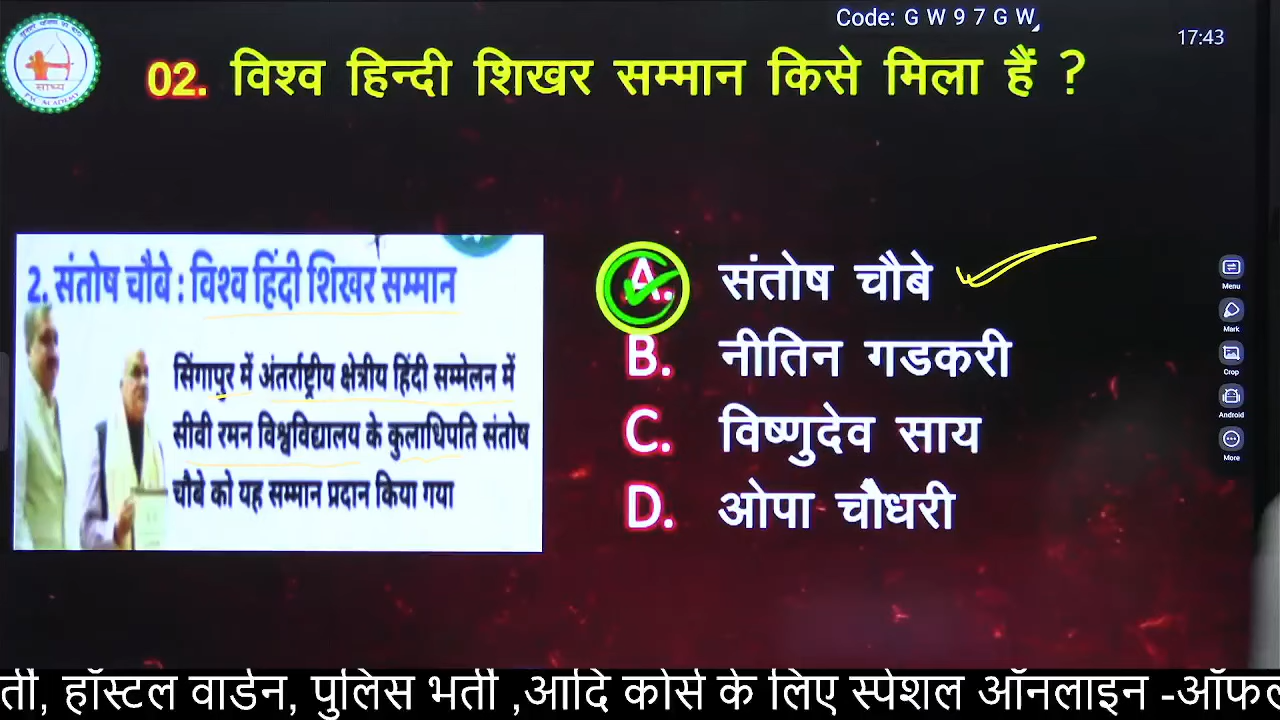 Code: G W 9 7 G W
17:43
02. विश्व हिन्दी शिखर सम्मान किसे मिला हैं ?
2. संतोष चौबे : विश्व हिंदी शिखर सम्मान
सिंगापुर में अंतर्राष्ट्रीय क्षेत्रीय हिंदी सम्मेलन में
सीवी रमन विश्वविद्यालय के कुलाधिपति संतोष
चौबे को यह सम्मान प्रदान किया गया
A. संतोष चौबे
B. नीतिन गडकरी
C. विष्णुदेव साय
D. ओपा चौधरी
Menu
Mark
Crop
Android
More
र्ती, हॉस्टल वार्डन, पुलिस भर्ती ,आदि कोर्स के लिए स्पेशल ऑनलाइन -ऑफल